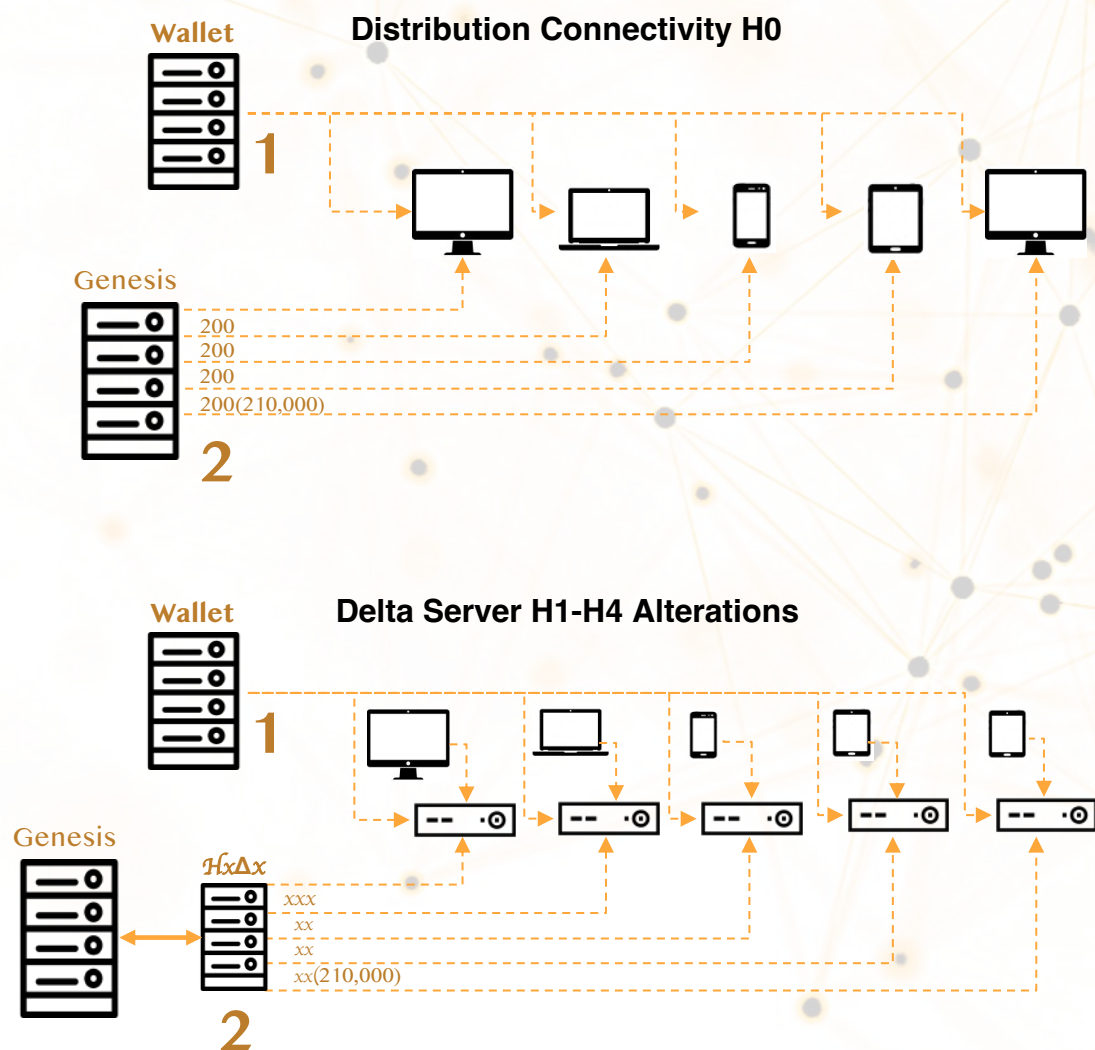 Wallet
Distribution Connectivity H0
1
Genesis
200
200
200
200(210,000)
2
Wallet
Delta Server H1-H4 Alterations
1
Genesis
HxΔx
xxx
xx
xx
xx(210,000)
2